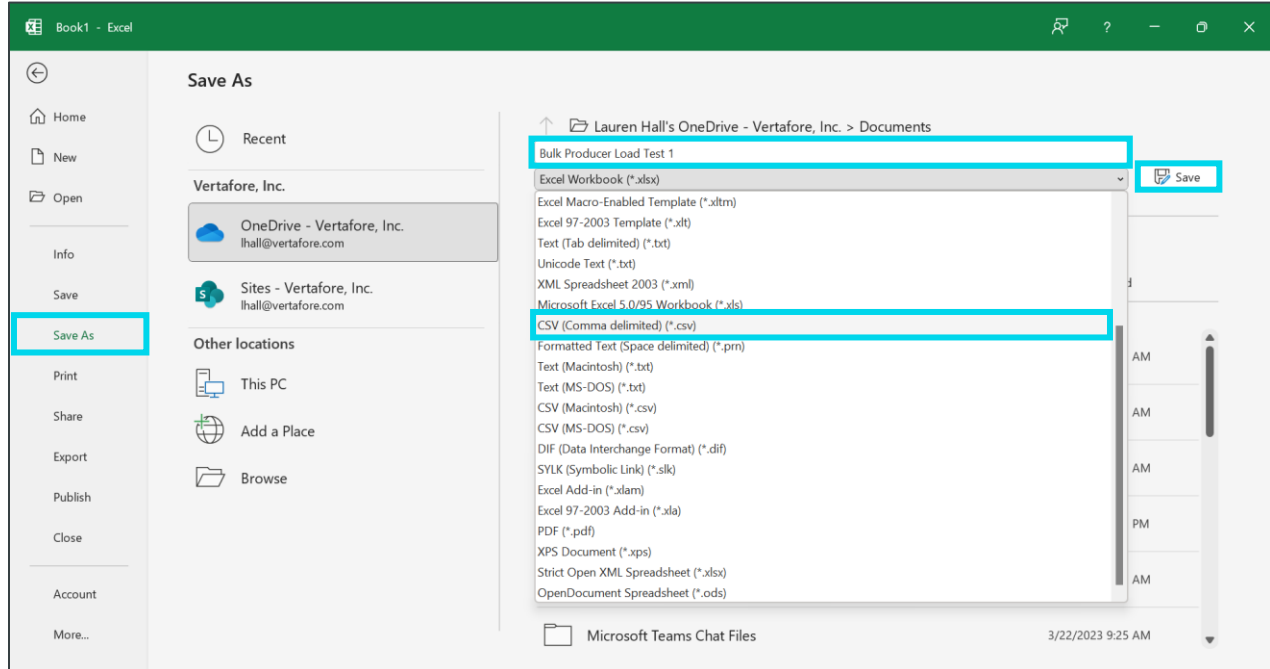 Book1 - Excel
?
Save As
Home
New
Open
Info
Save
Save As
Print
Share
Export
Publish
Close
Account
More...
Recent
Vertafore, Inc.
OneDrive - Vertafore, Inc.
lhall@vertafore.com
Sites - Vertafore, Inc.
lhall@vertafore.com
Other locations
This PC
Add a Place
Browse
Lauren Hall's OneDrive - Vertafore, Inc. > Documents
Bulk Producer Load Test 1
Excel Workbook (*.xlsx)
Save
Excel Macro-Enabled Template (*.xltm)
Excel 97-2003 Template (*.xlt)
Text (Tab delimited) (*.txt)
Unicode Text (*.txt)
XML Spreadsheet 2003 (*.xml)
Microsoft Excel 5.0/95 Workbook (*.xls)
CSV (Comma delimited) (*.csv)
Formatted Text (Space delimited) (*.prn)
Text (Macintosh) (*.txt)
Text (MS-DOS) (*.txt)
CSV (Macintosh) (*.csv)
CSV (MS-DOS) (*.csv)
DIF (Data Interchange Format) (*.dif)
SYLK (Symbolic Link) (*.slk)
Excel Add-in (*.xlam)
Excel 97-2003 Add-in (*.xla)
PDF (*.pdf)
XPS Document (*.xps)
Strict Open XML Spreadsheet (*.xlsx)
OpenDocument Spreadsheet (*.ods)
AM
AM
AM
PM
AM
Microsoft Teams Chat Files 3/22/2023 9:25 AM